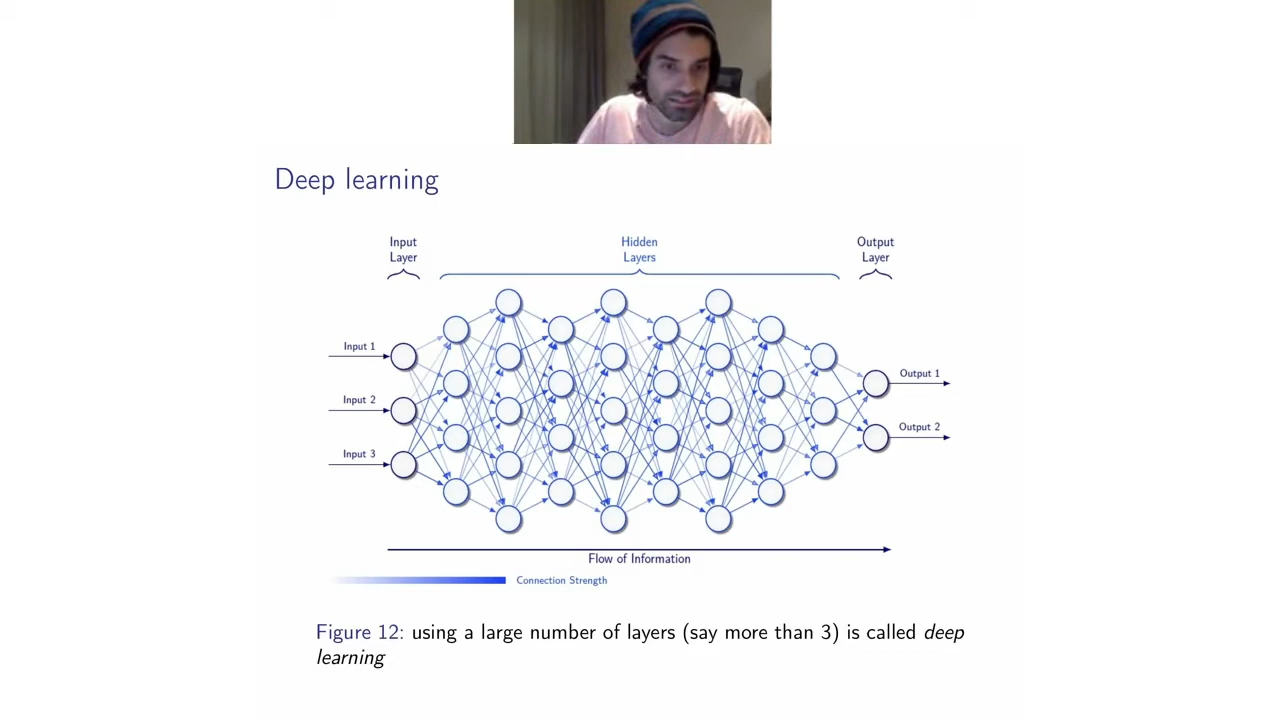 Deep learning
Input
Layer
Hidden
Layers
Output
Layer
Input 1
Input 2
Input 3
Output 1
Output 2
Flow of Information
Connection Strength
Figure 12: using a large number of layers (say more than 3) is called deep
learning